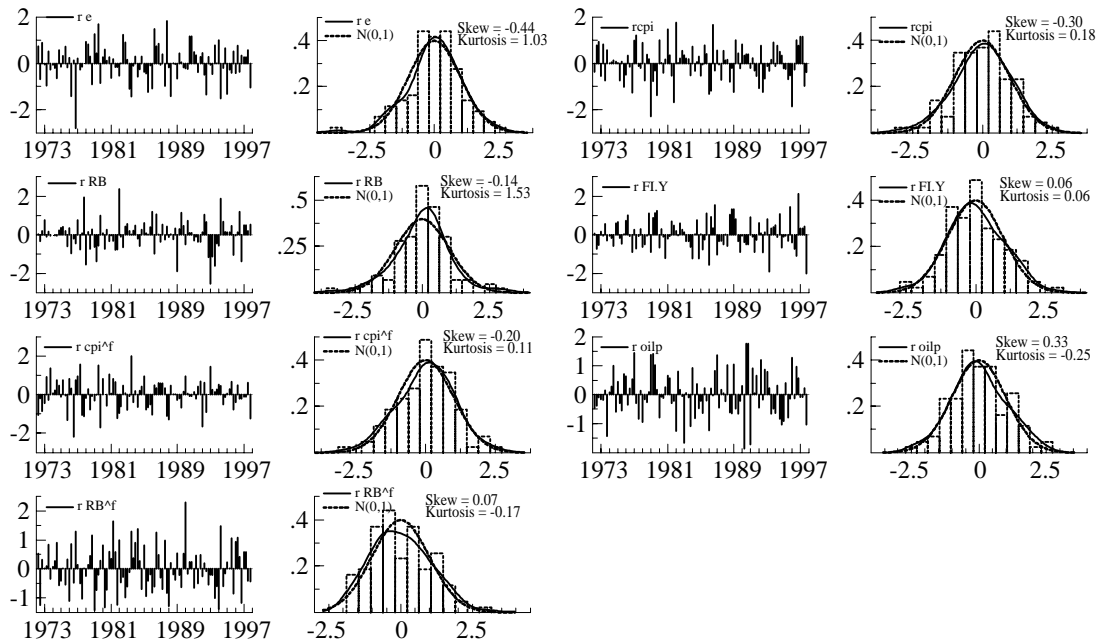 2
1
0
-1
-2
r e
1973 1981 1989 1997
.4
.2
r e
N(0,1)
Skew = -0.44
Kurtosis = 1.03
-2.5 0 2.5
2
1
0
-1
-2
rcpi
1973 1981 1989 1997
.4
.2
rcpi
N(0,1)
Skew = -0.30
Kurtosis = 0.18
-2.5 0 2.5
2
0
-2
r RB
1973 1981 1989 1997
.5
.25
r RB
N(0,1)
Skew = -0.14
Kurtosis = 1.53
-2.5 0 2.5
2
0
-2
r FI.Y
1973 1981 1989 1997
.4
.2
r FI.Y
N(0,1)
Skew = 0.06
Kurtosis = 0.06
-2.5 0 2.5
2
1
0
-1
-2
r cpi^f
1973 1981 1989 1997
.4
.2
r cpi^f
N(0,1)
Skew = -0.20
Kurtosis = 0.11
-2.5 0 2.5
2
1
0
-1
r oilp
1973 1981 1989 1997
.4
.2
r oilp
N(0,1)
Skew = 0.33
Kurtosis = -0.25
-2.5 0 2.5
2
1
0
-1
r RB^f
1973 1981 1989 1997
.4
.2
r RB^f
N(0,1)
Skew = 0.07
Kurtosis = -0.17
-2.5 0 2.5